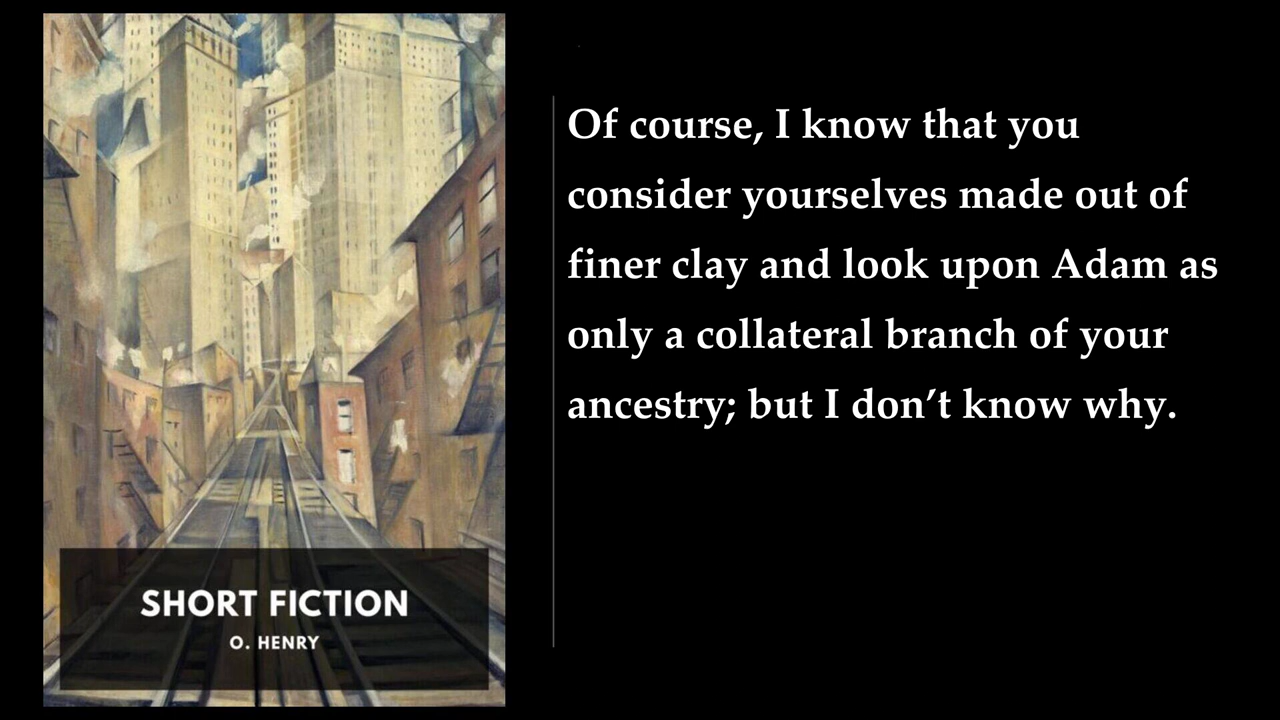 Of course, I know that you
consider yourselves made out of
finer clay and look upon Adam as
only a collateral branch of your
ancestry; but I don’t know why.
SHORT FICTION
O. HENRY